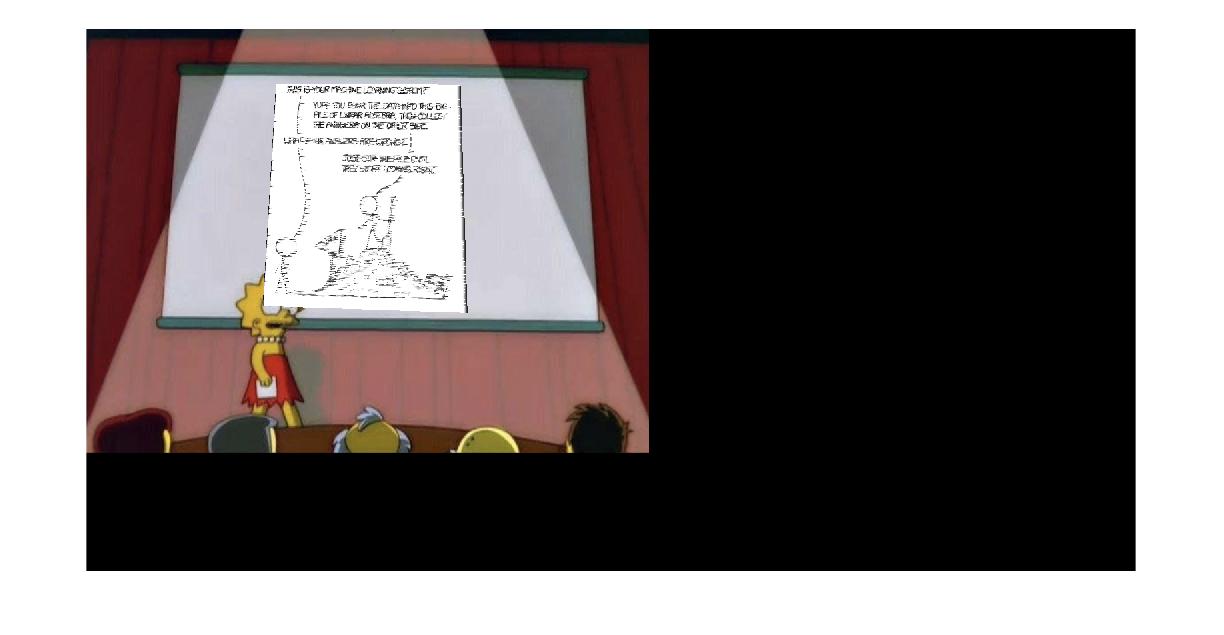 THIS IS YOUR MACHINE LEARNING SYSTEM?
YUP! YOU POUR THE DATA INTO THIS BIG
PILE OF LINEAR ALGEBRA, THEN COLLECT
THE ANSWERS ON THE OTHER SIDE.
WHAT IF THE ANSWERS ARE WRONG?
JUST STIR THE PILE UNTIL
THEY START LOOKING RIGHT.